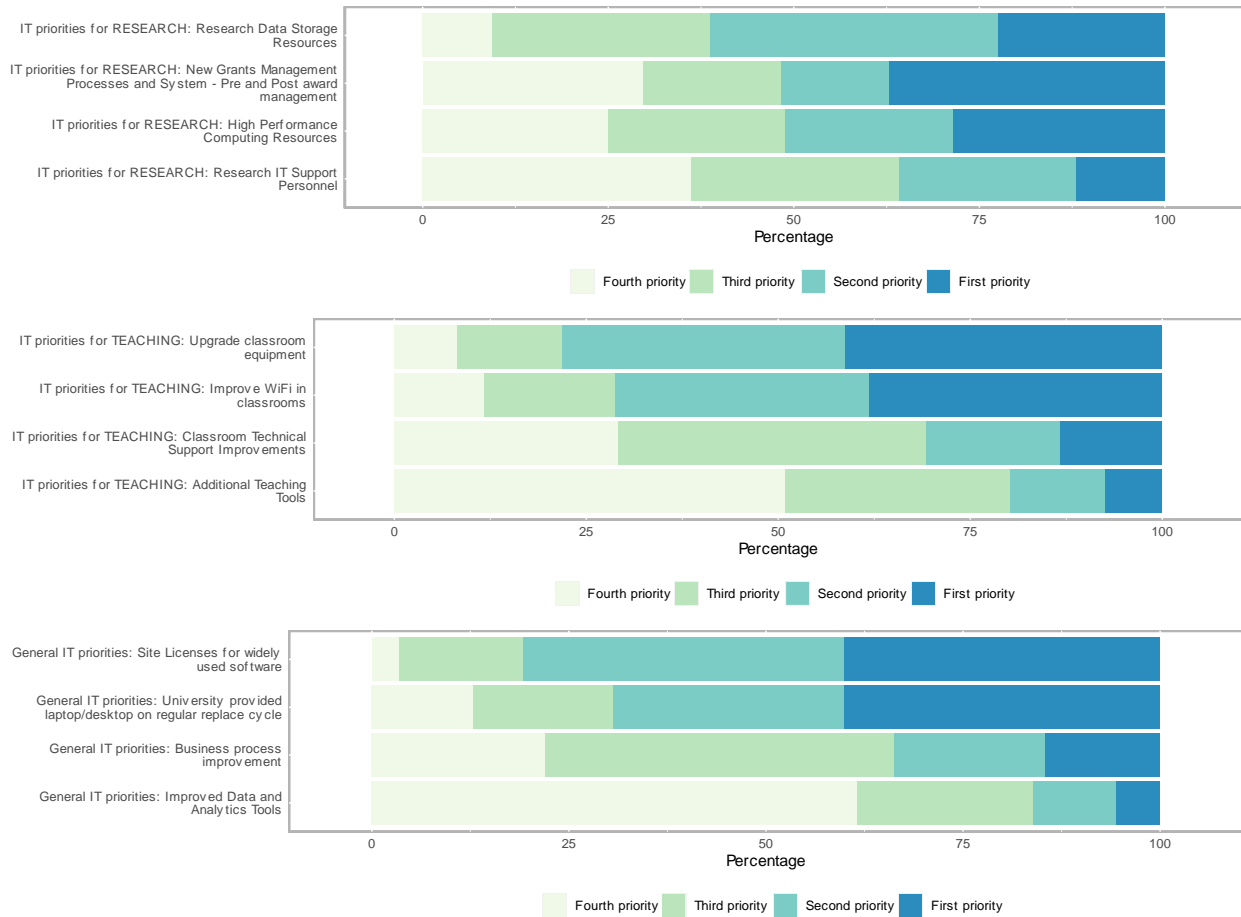 IT priorities for RESEARCH: Research Data Storage
Resources
IT priorities for RESEARCH: New Grants Management
Processes and System - Pre and Post award
management
IT priorities for RESEARCH: High Performance
Computing Resources
IT priorities for RESEARCH: Research IT Support
Personnel
0 25 50 75 100
Percentage
Fourth priority Third priority Second priority First priority
IT priorities for TEACHING: Upgrade classroom
equipment
IT priorities for TEACHING: Improve WiFi in
classrooms
IT priorities for TEACHING: Classroom Technical
Support Improvements
IT priorities for TEACHING: Additional Teaching
Tools
0 25 50 75 100
Percentage
Fourth priority Third priority Second priority First priority
General IT priorities: Site Licenses for widely
used software
General IT priorities: University provided
laptop/desktop on regular replace cycle
General IT priorities: Business process
improvement
General IT priorities: Improved Data and
Analytics Tools
0 25 50 75 100
Percentage
Fourth priority Third priority Second priority First priority